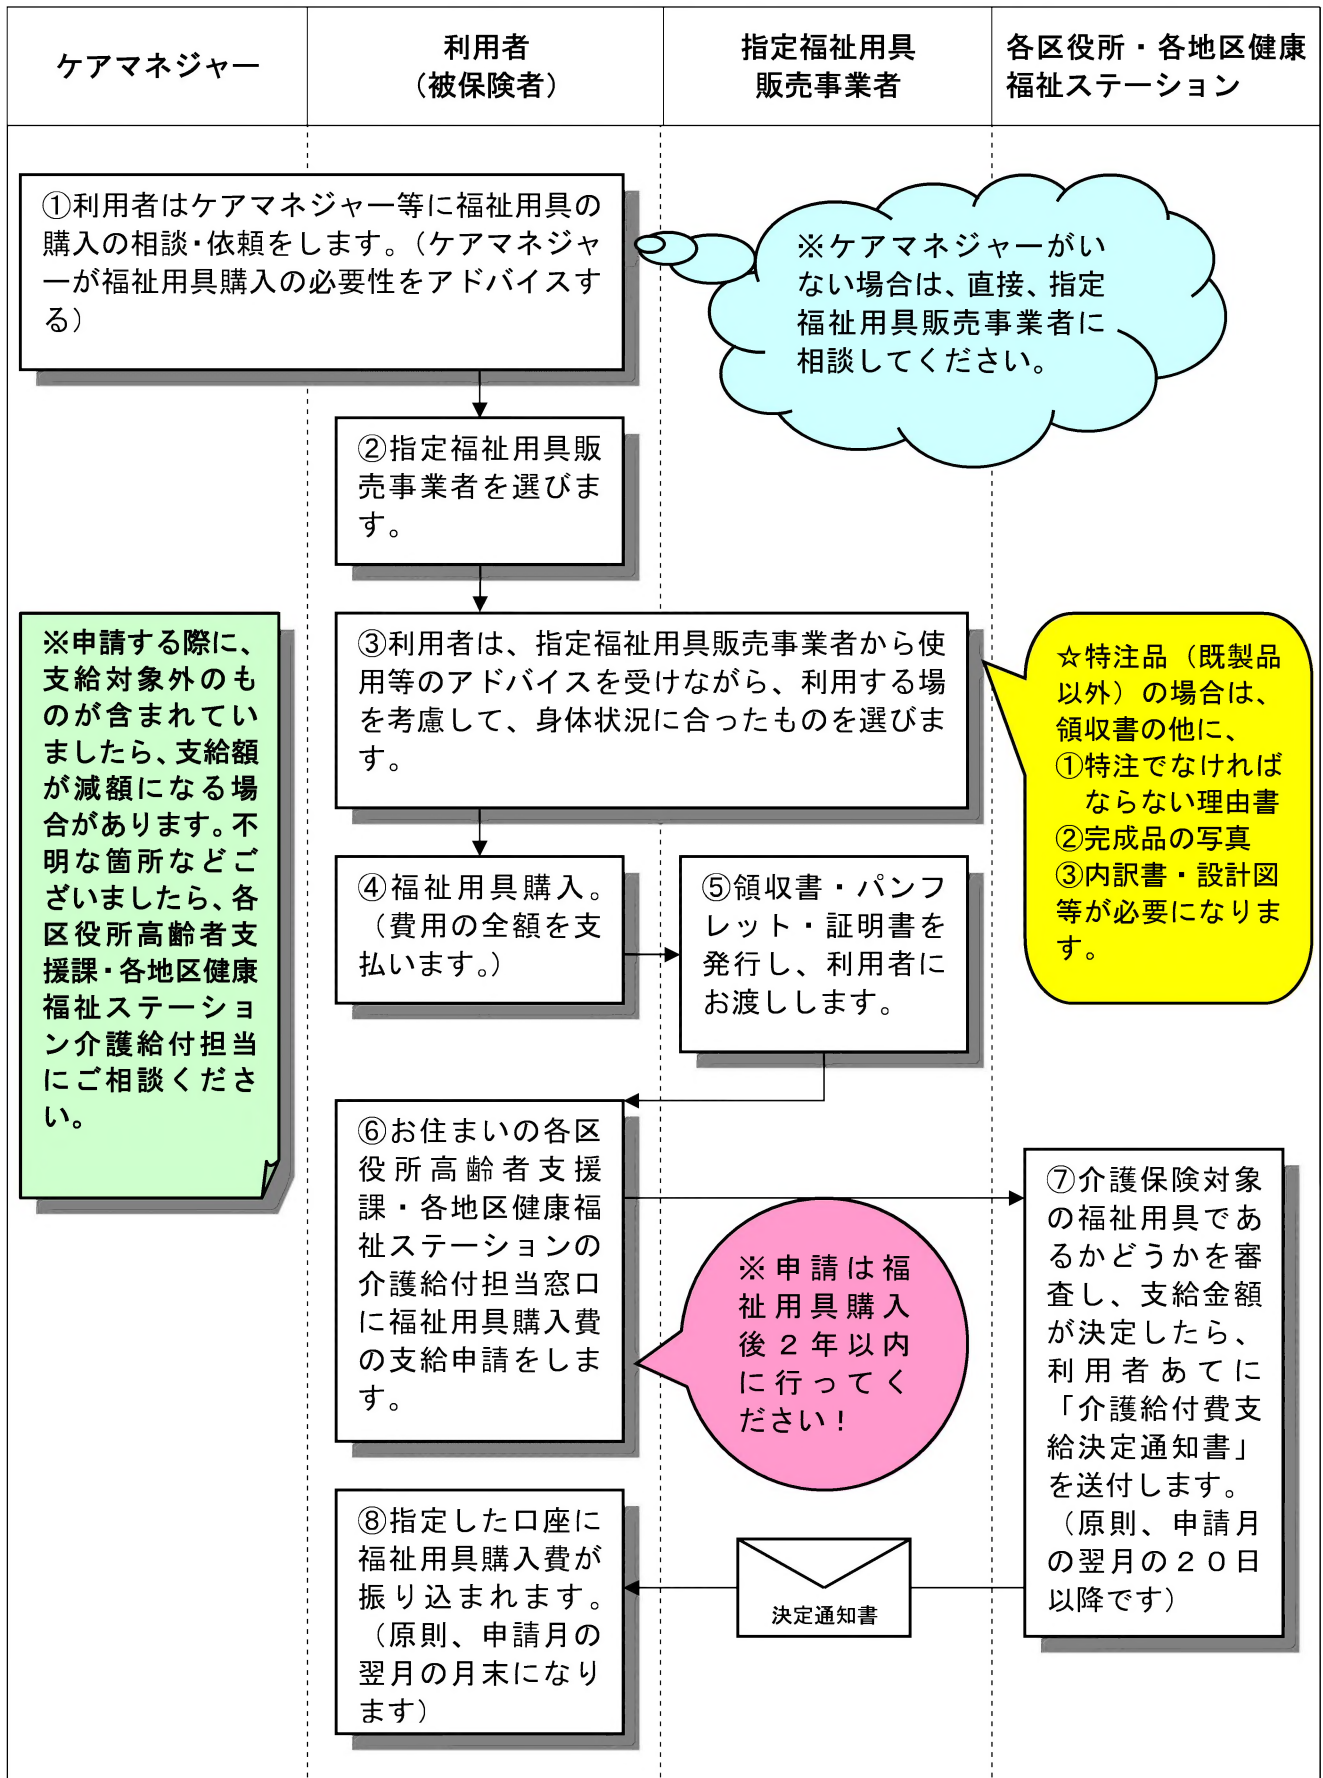 ケアマネジャー
利用者
（被保険者）
指定福祉用具
販売事業者
各区役所・各地区健康
福祉ステーション
①利用者はケアマネジャー等に福祉用具の
購入の相談・依頼をします。（ケアマネジャ
ーが福祉用具購入の必要性をアドバイスす
る）
※ケアマネジャーがい
ない場合は、直接、指定
福祉用具販売事業者に
相談してください。
②指定福祉用具販
売事業者を選びま
す。
※申請する際に、
支給対象外のも
のが含まれてい
ましたら、支給額
が減額になる場
合があります。不
明な箇所などご
ざいましたら、各
区役所高齢者支
援課・各地区健康
福祉ステーショ
ン介護給付担当
にご相談くださ
い。
③利用者は、指定福祉用具販売事業者から使
用等のアドバイスを受けながら、利用する場
を考慮して、身体状況に合ったものを選びま
す。
☆特注品（既製品
以外）の場合は、
領収書の他に、
①特注でなければ
ならない理由書
②完成品の写真
③内訳書・設計図
等が必要になりま
す。
④福祉用具購入。
（費用の全額を支
払います。）
⑤領収書・パンフ
レット・証明書を
発行し、利用者に
お渡しします。
⑥お住まいの各区
役所高齢者支援
課・各地区健康福
祉ステーションの
介護給付担当窓口
に福祉用具購入費
の支給申請をしま
す。
※申請は福
祉用具購入
後２年以内
に行ってく
ださい！
⑦介護保険対象
の福祉用具であ
るかどうかを審
査し、支給金額
が決定したら、
利用者あてに
「介護給付費支
給決定通知書」
を送付します。
（原則、申請月
の翌月の２０日
以降です）
⑧指定した口座に
福祉用具購入費が
振り込まれます。
（原則、申請月の
翌月の月末になり
ます）
決定通知書